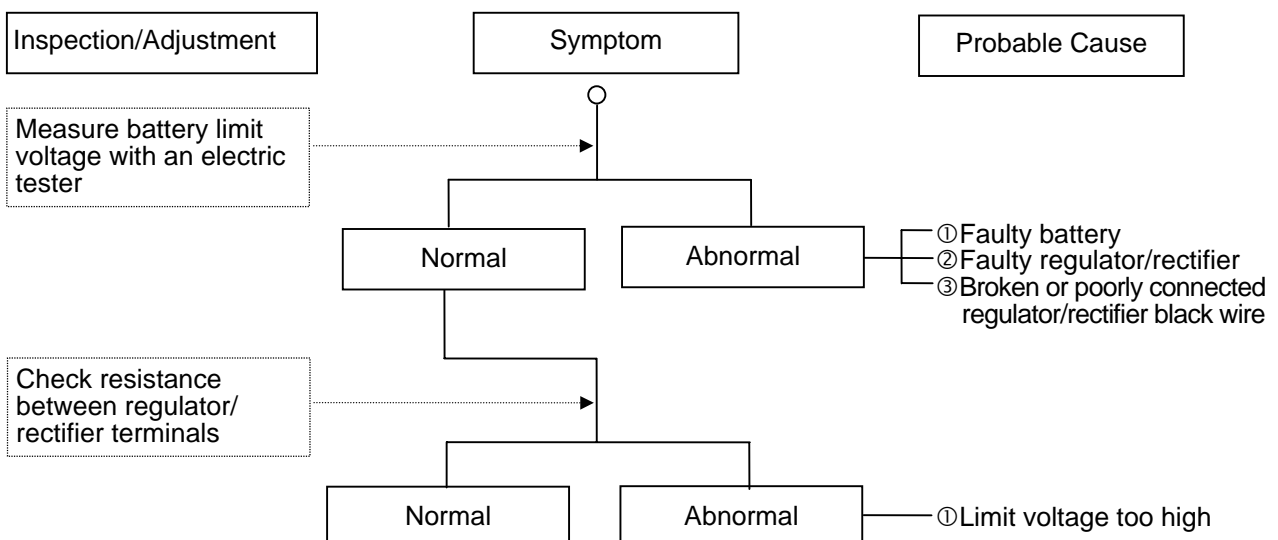 Inspection/Adjustment
Symptom
Probable Cause
Measure battery limit
voltage with an electric
tester
Normal
Abnormal
①Faulty battery
②Faulty regulator/rectifier
③Broken or poorly connected
regulator/rectifier black wire
Check resistance
between regulator/
rectifier terminals
Normal
Abnormal
①Limit voltage too high